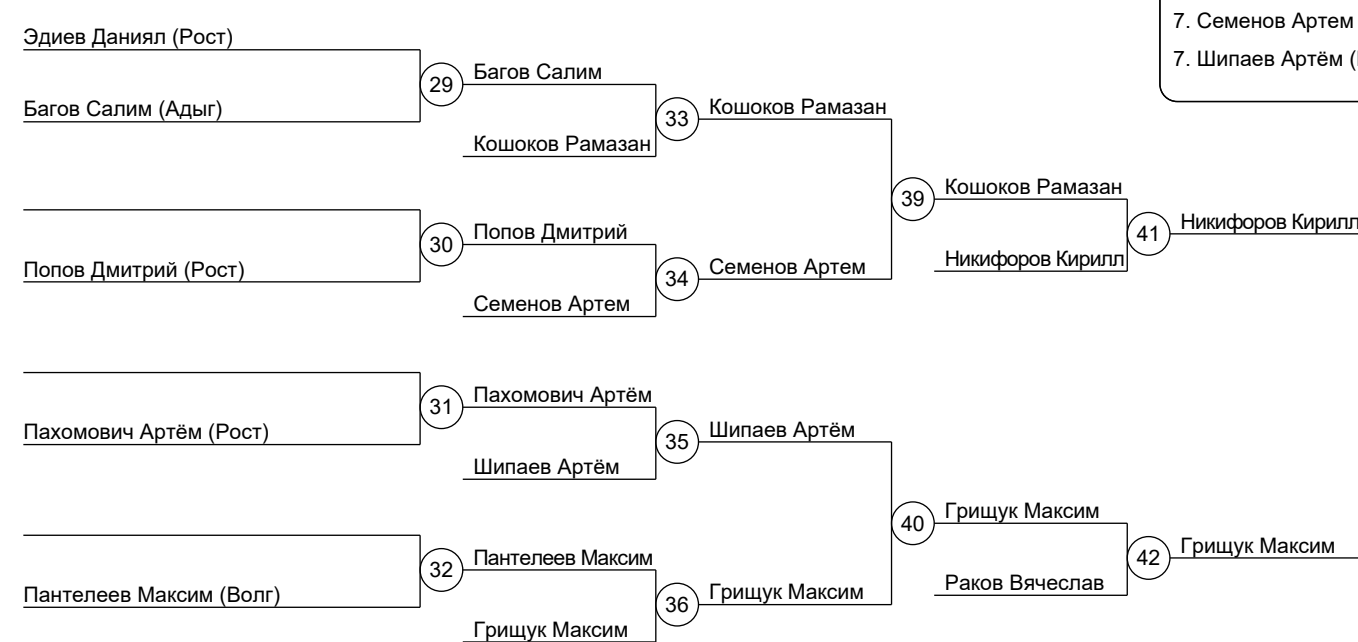 7. Семенов Артем
7. Шипаев Артём (
Эдиев Даниял (Рост)
Багов Салим (Адыг)
29
Багов Салим
Кошоков Рамазан
33
Кошоков Рамазан
Попов Дмитрий (Рост)
30
Попов Дмитрий
Семенов Артем
34
Семенов Артем
39
Кошоков Рамазан
Никифоров Кирилл
41
Никифоров Кирилл
Пахомович Артём (Рост)
31
Пахомович Артём
Шипаев Артём
35
Шипаев Артём
Пантелеев Максим (Волг)
32
Пантелеев Максим
Грищук Максим
36
Грищук Максим
40
Грищук Максим
Раков Вячеслав
42
Грищук Максим